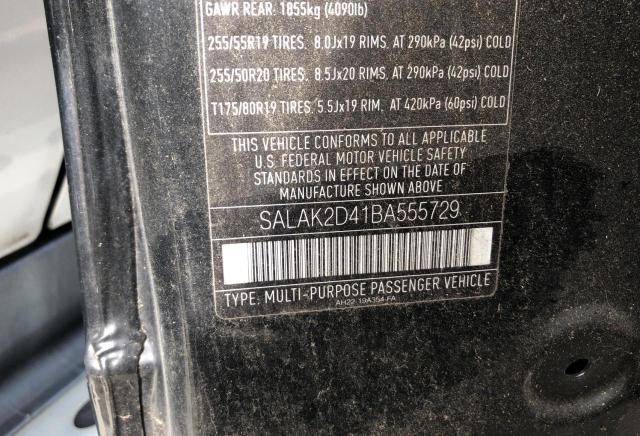 GAWR REAR: 1855kg (4090lb)
255/55R19 TIRES. 8.0Jx19 RIMS. AT 290kPa (42psi) COLD
255/50R20 TIRES. 8.5Jx20 RIMS. AT 290kPa (42psi) COLD
T175/80R19 TIRES. 5.5Jx19 RIM. AT 420kPa (60psi) COLD
THIS VEHICLE CONFORMS TO ALL APPLICABLE
U.S. FEDERAL MOTOR VEHICLE SAFETY
STANDARDS IN EFFECT ON THE DATE OF
MANUFACTURE SHOWN ABOVE
SALAK2D41BA555729
TYPE: MULTI-PURPOSE PASSENGER VEHICLE
AH22-19A354-FA